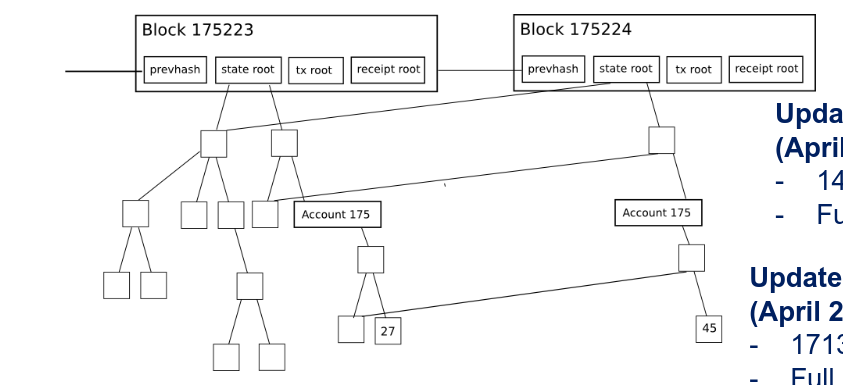 Block 175223
prevhash state root tx root receipt root
Block 175224
prevhash state root tx root receipt root
Account 175
27
Account 175
45
Upda
(April
- 14
- Fu
Update
(April 2
- 1713
- Full